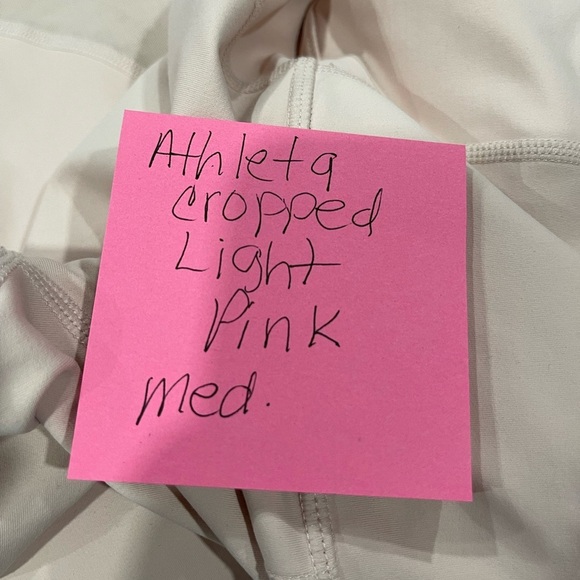 Athleta
cropped
Light
Pink
Med.